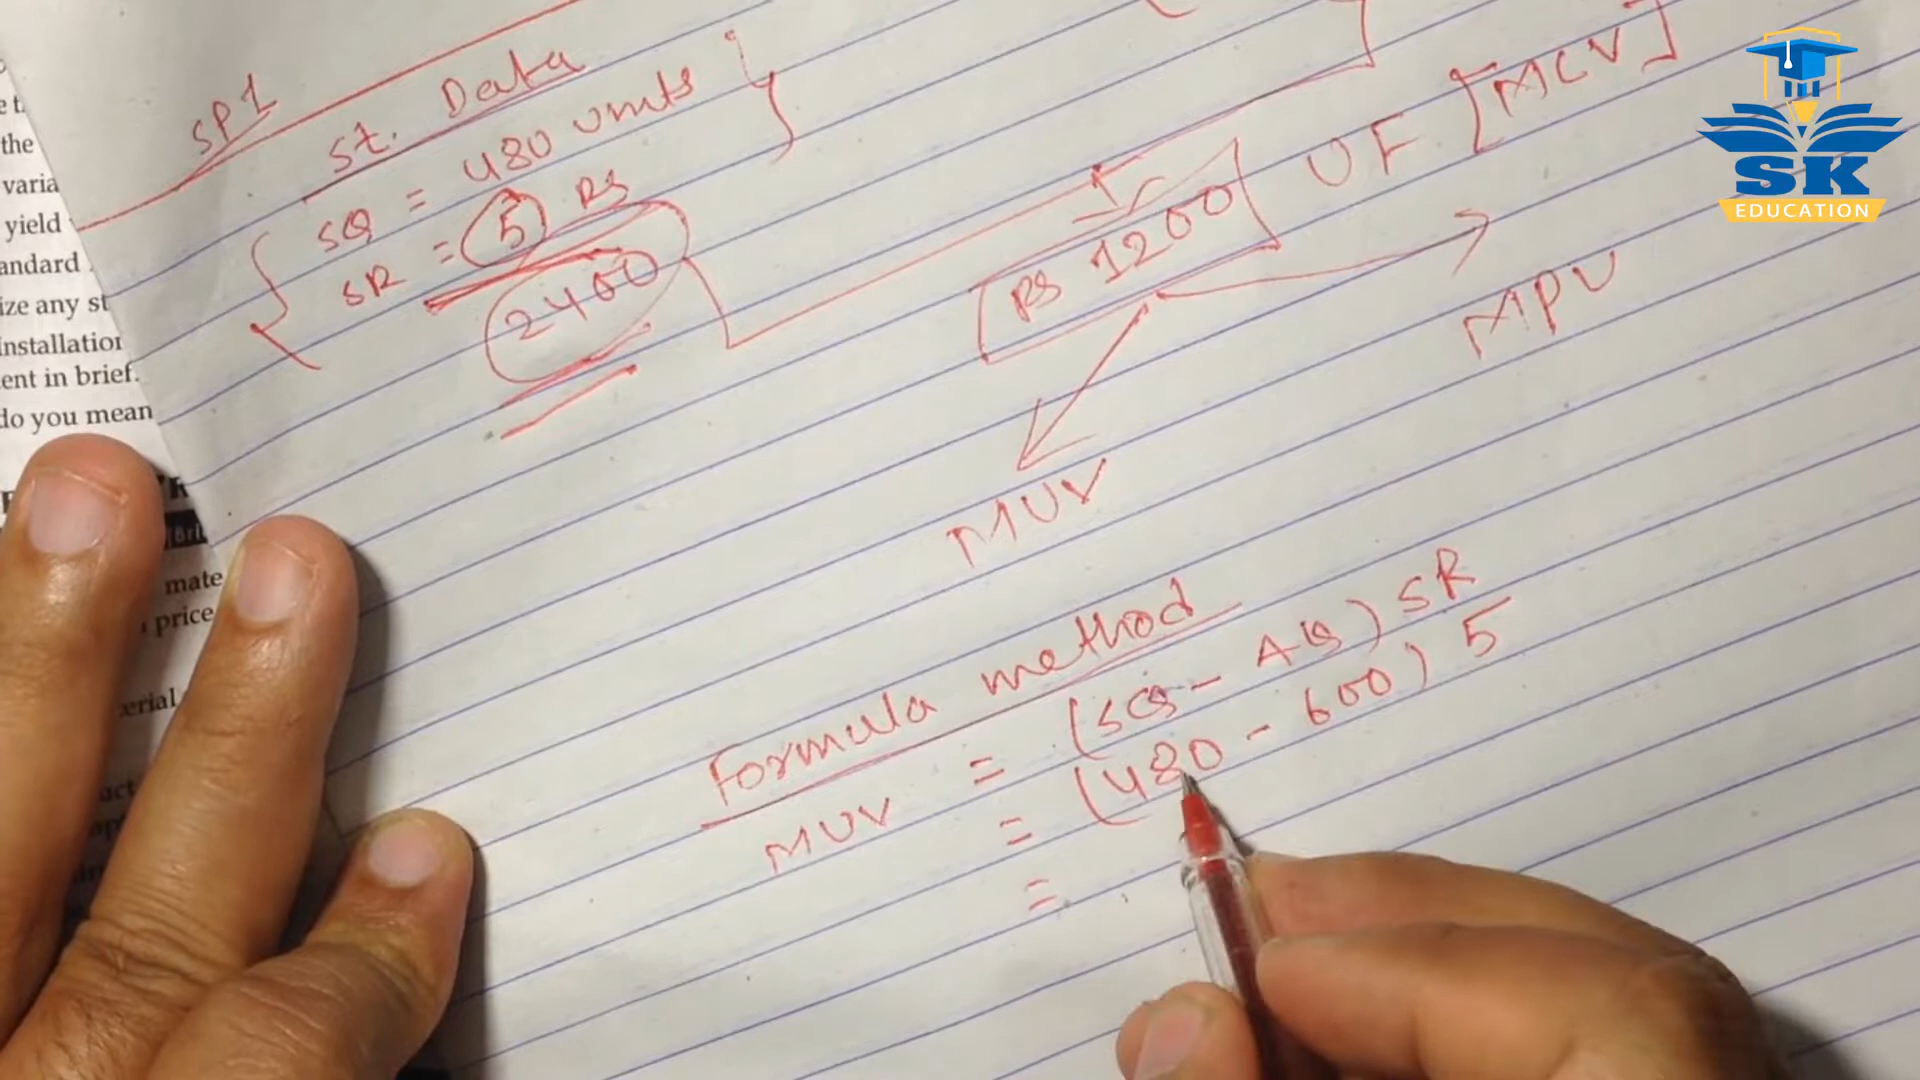 SP1
St. Data
SQ = 480 units
SR = 5 RS
2400
RS 1200 UF [MCV]
MUV
MPV
Formula method
MUV = (SQ - AQ) SR
= (480 - 600) 5
=
e t
the
varia
yield
andard
ize any st
installation
ent in brief.
do you mean
mate
price
erial
act
SK
EDUCATION